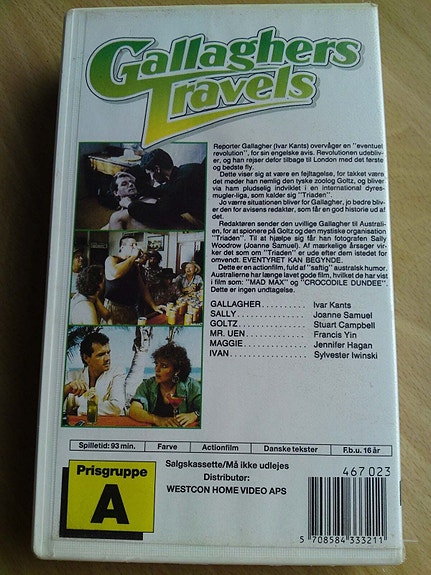 Gallaghers
Travels
Reporter Gallagher (Ivar Kants) overvåger en "eventuel
revolution", for sin engelske avis. Revolutionen udebliv-
er, og han rejser defor tilbage til London med det første
og bedste fly.
Dette viser sig at være en fejltagelse, for takket være
det møder han nemlig den tyske zoolog Goltz, og bliver
via ham pludselig indviklet i en international dyres-
mugler-liga, som kalder sig "Triaden".
Jo værre situationen bliver for Gallagher, jo bedre bliv-
er den for avisens redaktør, som får en god historie ud af
det.
Redaktøren sender den uvillige Gallagher til Australi-
en, for at spionere på Goltz og den mystiske organisation
"Triaden". Til at hjælpe sig får han fotografen Sally
Woodrow (Joanne Samuel). Af mærkelige årsager vir-
ker det som om "Triaden" er ude efter dem istedet for
omvendt. EVENTYRET KAN BEGYNDE.
Dette er en actionfilm, fuld af "saftig" australsk humor.
Australierne har længe lavet gode film, hvilket de har vist
i film som: "MAD MAX" og "CROCODILE DUNDEE".
Dette er ingen undtagelse.
GALLAGHER.............. Ivar Kants
SALLY............... Joanne Samuel
GOLTZ............... Stuart Campbell
MR. UEN.............. Francis Yin
MAGGIE.............. Jennifer Hagan
IVAN................. Sylvester Iwinski
Spilletid: 93 min. Farve Actionfilm Danske tekster F.b.u. 16 år
Prisgruppe
A
Salgskassette/Må ikke udlejes
Distributør:
WESTCON HOME VIDEO APS
467 023
5 708584 333211